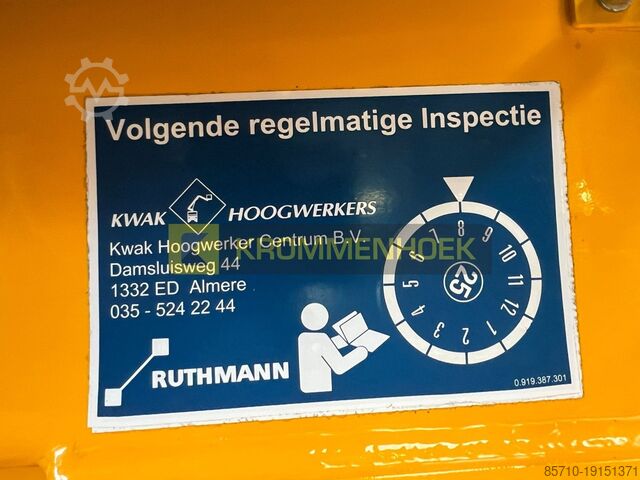 Volgende regelmatige Inspectie
KWAK HOOGWERKERS
Kwak Hoogwerker Centrum B.V.
Damsluisweg 44
1332 ED Almere
035 - 524 22 44
KRUMMENHOEK
RUTHMANN
7 8 9 10 11 12 1 2 3 4 5 6
25
0.919.387.301
85710-19151371